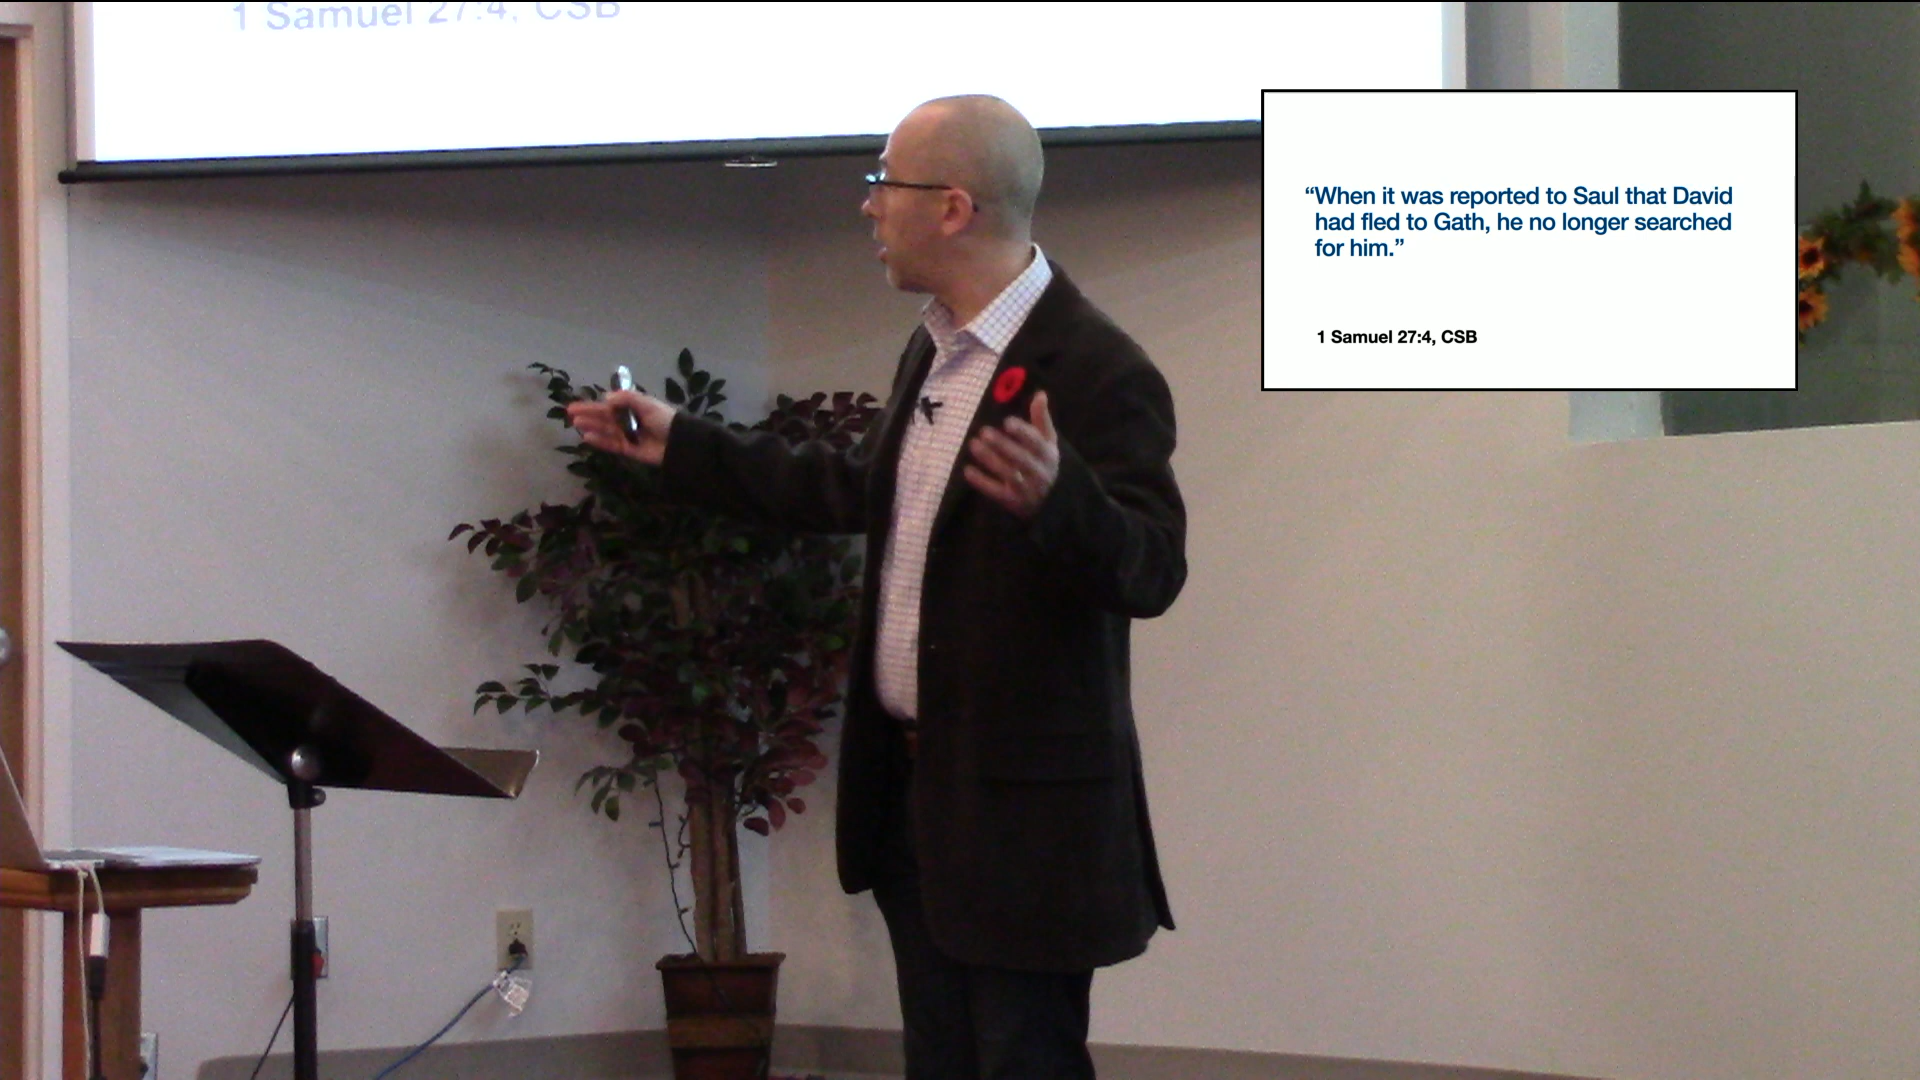 1 Samuel 27:4, CSB
“When it was reported to Saul that David
had fled to Gath, he no longer searched
for him.”
1 Samuel 27:4, CSB